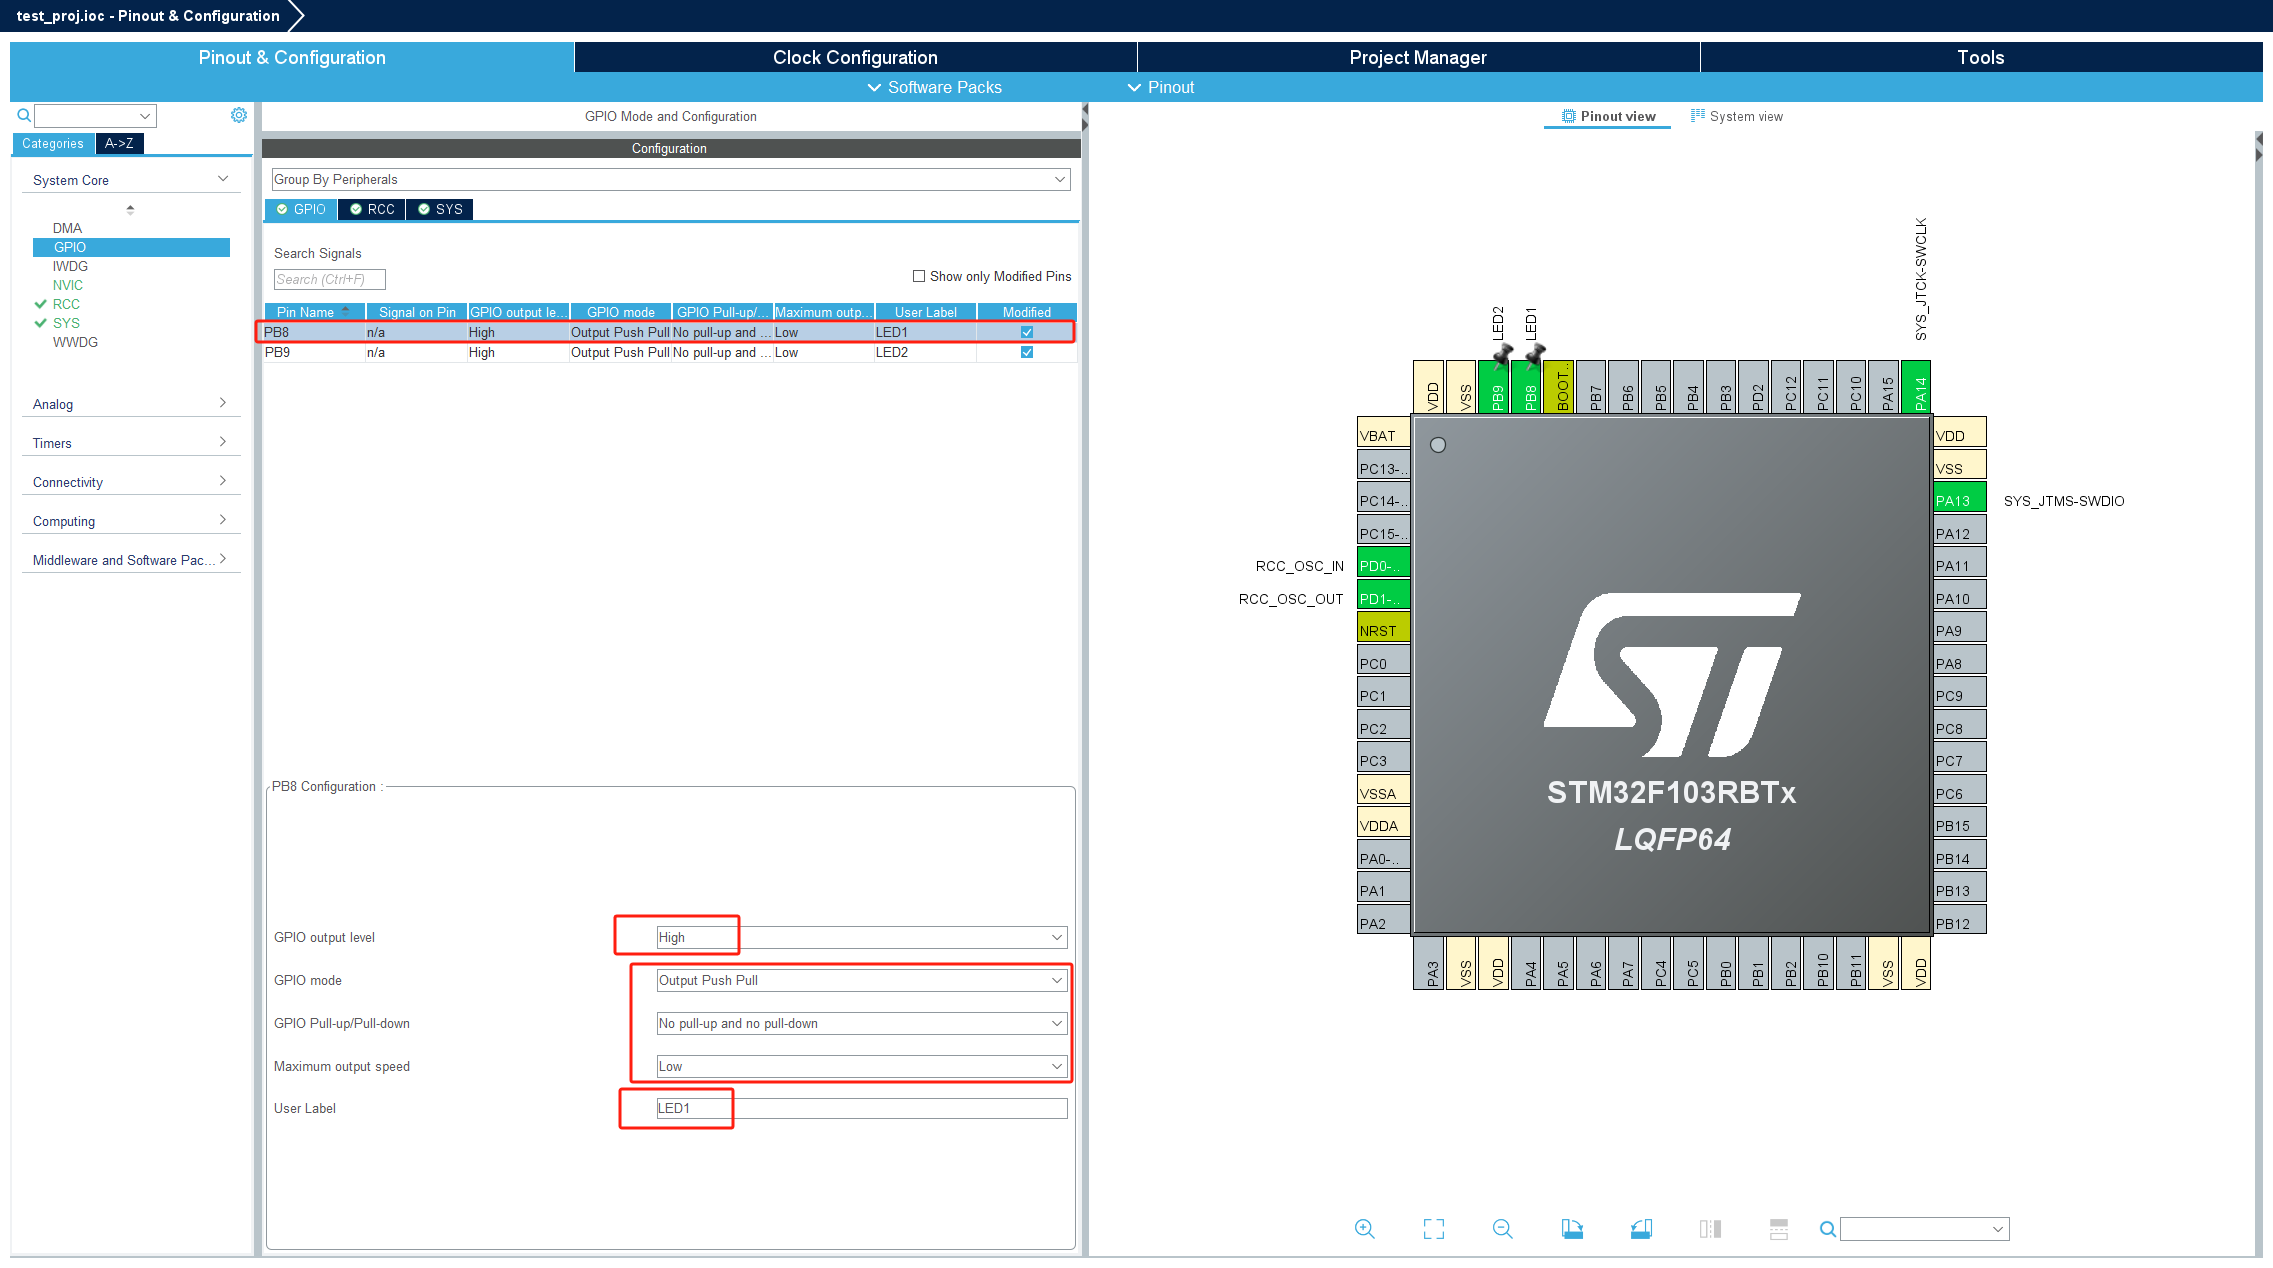 test_proj.ioc - Pinout & Configuration
Pinout & Configuration
Clock Configuration
Project Manager
Tools
Software Packs
Pinout
Categories
A->Z
System Core
DMA
GPIO
IWDG
NVIC
RCC
SYS
WWDG
Analog
Timers
Connectivity
Computing
Middleware and Software Pac...
GPIO Mode and Configuration
Configuration
Group By Peripherals
GPIO
RCC
SYS
Search Signals
Search (Ctrl+F)
Show only Modified Pins
Pin Name Signal on Pin GPIO output le... GPIO mode GPIO Pull-up/... Maximum outp... User Label Modified
PB8 n/a High Output Push Pull No pull-up and ... Low LED1
PB9 n/a High Output Push Pull No pull-up and ... Low LED2
PB8 Configuration :
GPIO output level High
GPIO mode Output Push Pull
GPIO Pull-up/Pull-down No pull-up and no pull-down
Maximum output speed Low
User Label LED1
Pinout view
System view
LED2
LED1
SYS_JTCK-SWCLK
VDD
VSS
PB9
PB8
BOOT..
PB7
PB6
PB5
PB4
PB3
PD2
PC12
PC11
PC10
PA15
PA14
VBAT
PC13-..
PC14-..
PC15-..
RCC_OSC_IN
PD0-..
RCC_OSC_OUT
PD1-..
NRST
PC0
PC1
PC2
PC3
VSSA
VDDA
PA0-..
PA1
PA2
STM32F103RBTx
LQFP64
VDD
VSS
PA13
SYS_JTMS-SWDIO
PA12
PA11
PA10
PA9
PA8
PC9
PC8
PC7
PC6
PB15
PB14
PB13
PB12
PA3
VSS
VDD
PA4
PA5
PA6
PA7
PC4
PC5
PB0
PB1
PB2
PB10
PB11
VSS
VDD